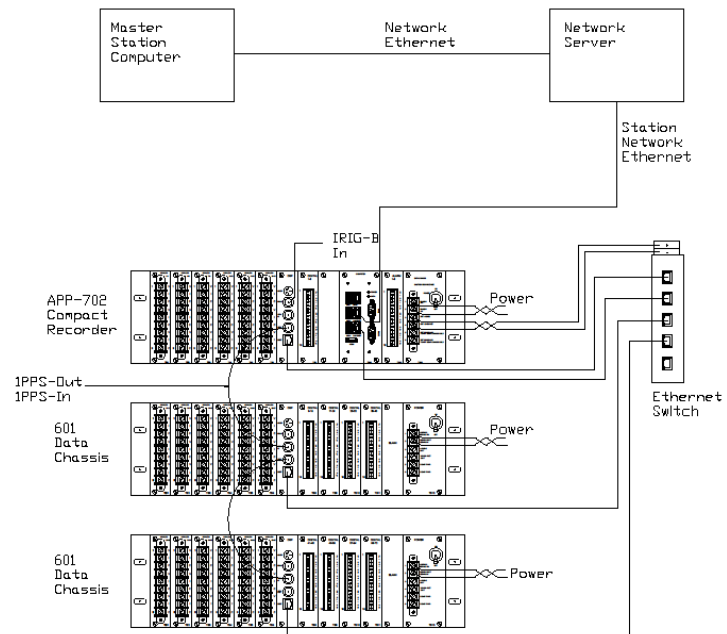 Master
Station
Computer
Network
Ethernet
Network
Server
Station
Network
Ethernet
IRIG-B
In
APP-702
Compact
Recorder
Power
1PPS-Out
1PPS-In
Ethernet
Switch
601
Data
Chassis
Power
601
Data
Chassis
Power